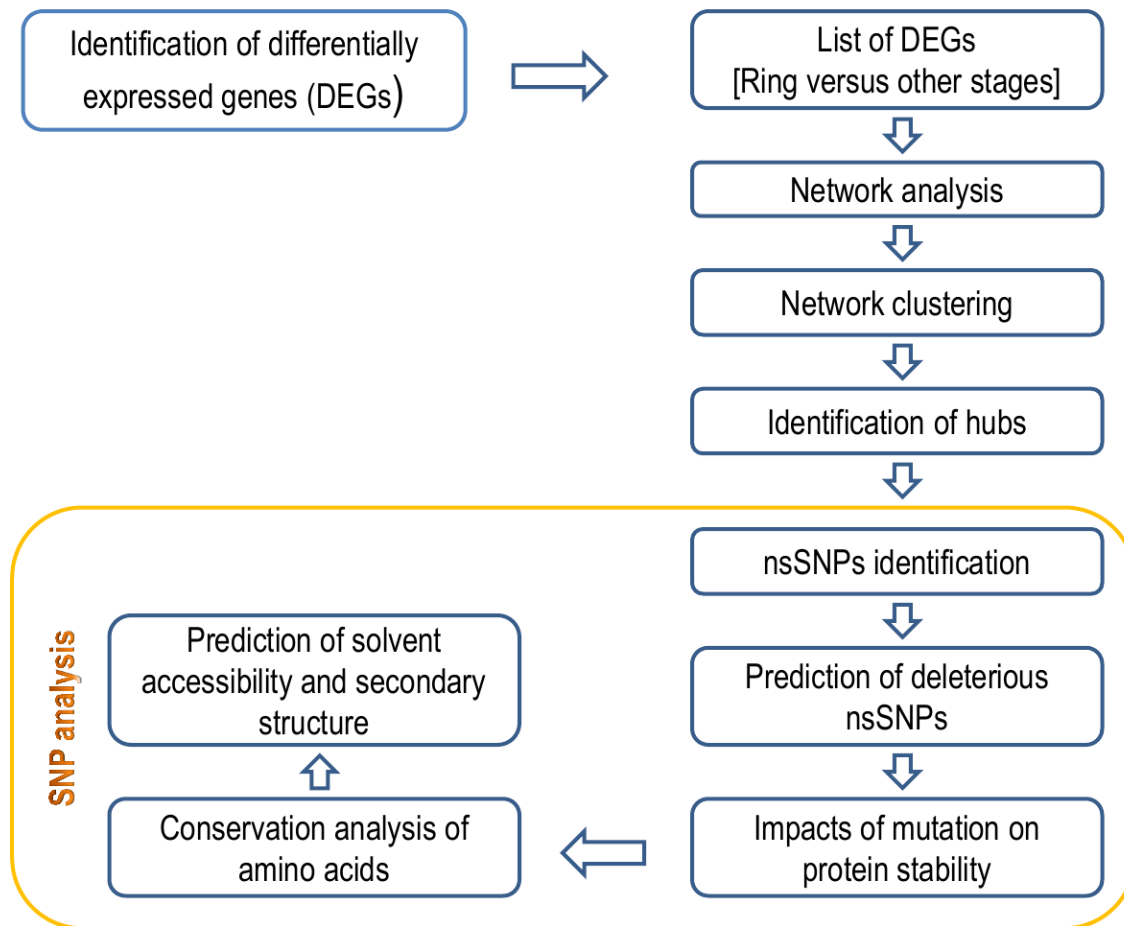 Identification of differentially
expressed genes (DEGs)
List of DEGs
[Ring versus other stages]
Network analysis
Network clustering
Identification of hubs
SNP analysis
nsSNPs identification
Prediction of deleterious
nsSNPs
Impacts of mutation on
protein stability
Conservation analysis of
amino acids
Prediction of solvent
accessibility and secondary
structure